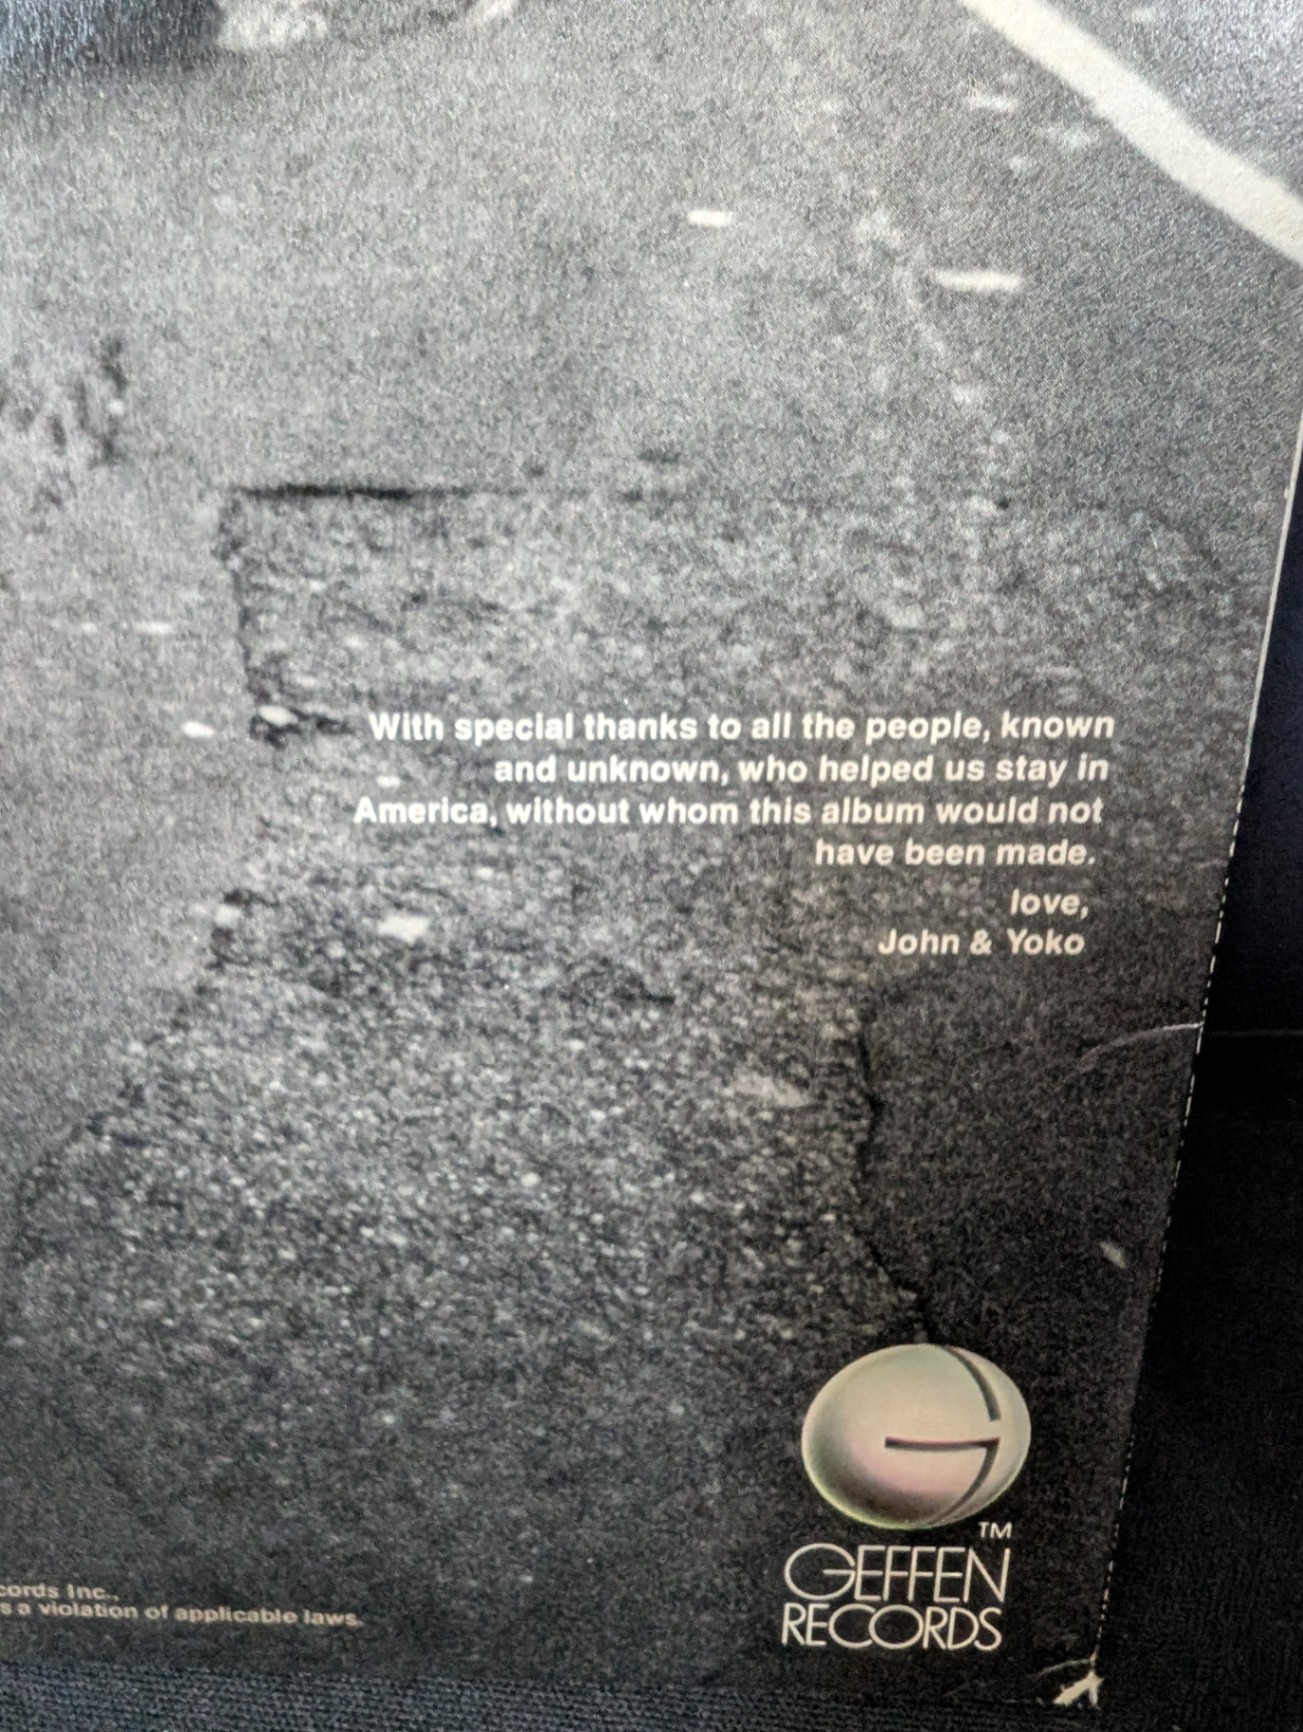 With special thanks to all the people, known
and unknown, who helped us stay in
America, without whom this album would not
have been made.
love,
John & Yoko
TM
GEFFEN
RECORDS
cords Inc.,
s a violation of applicable laws.